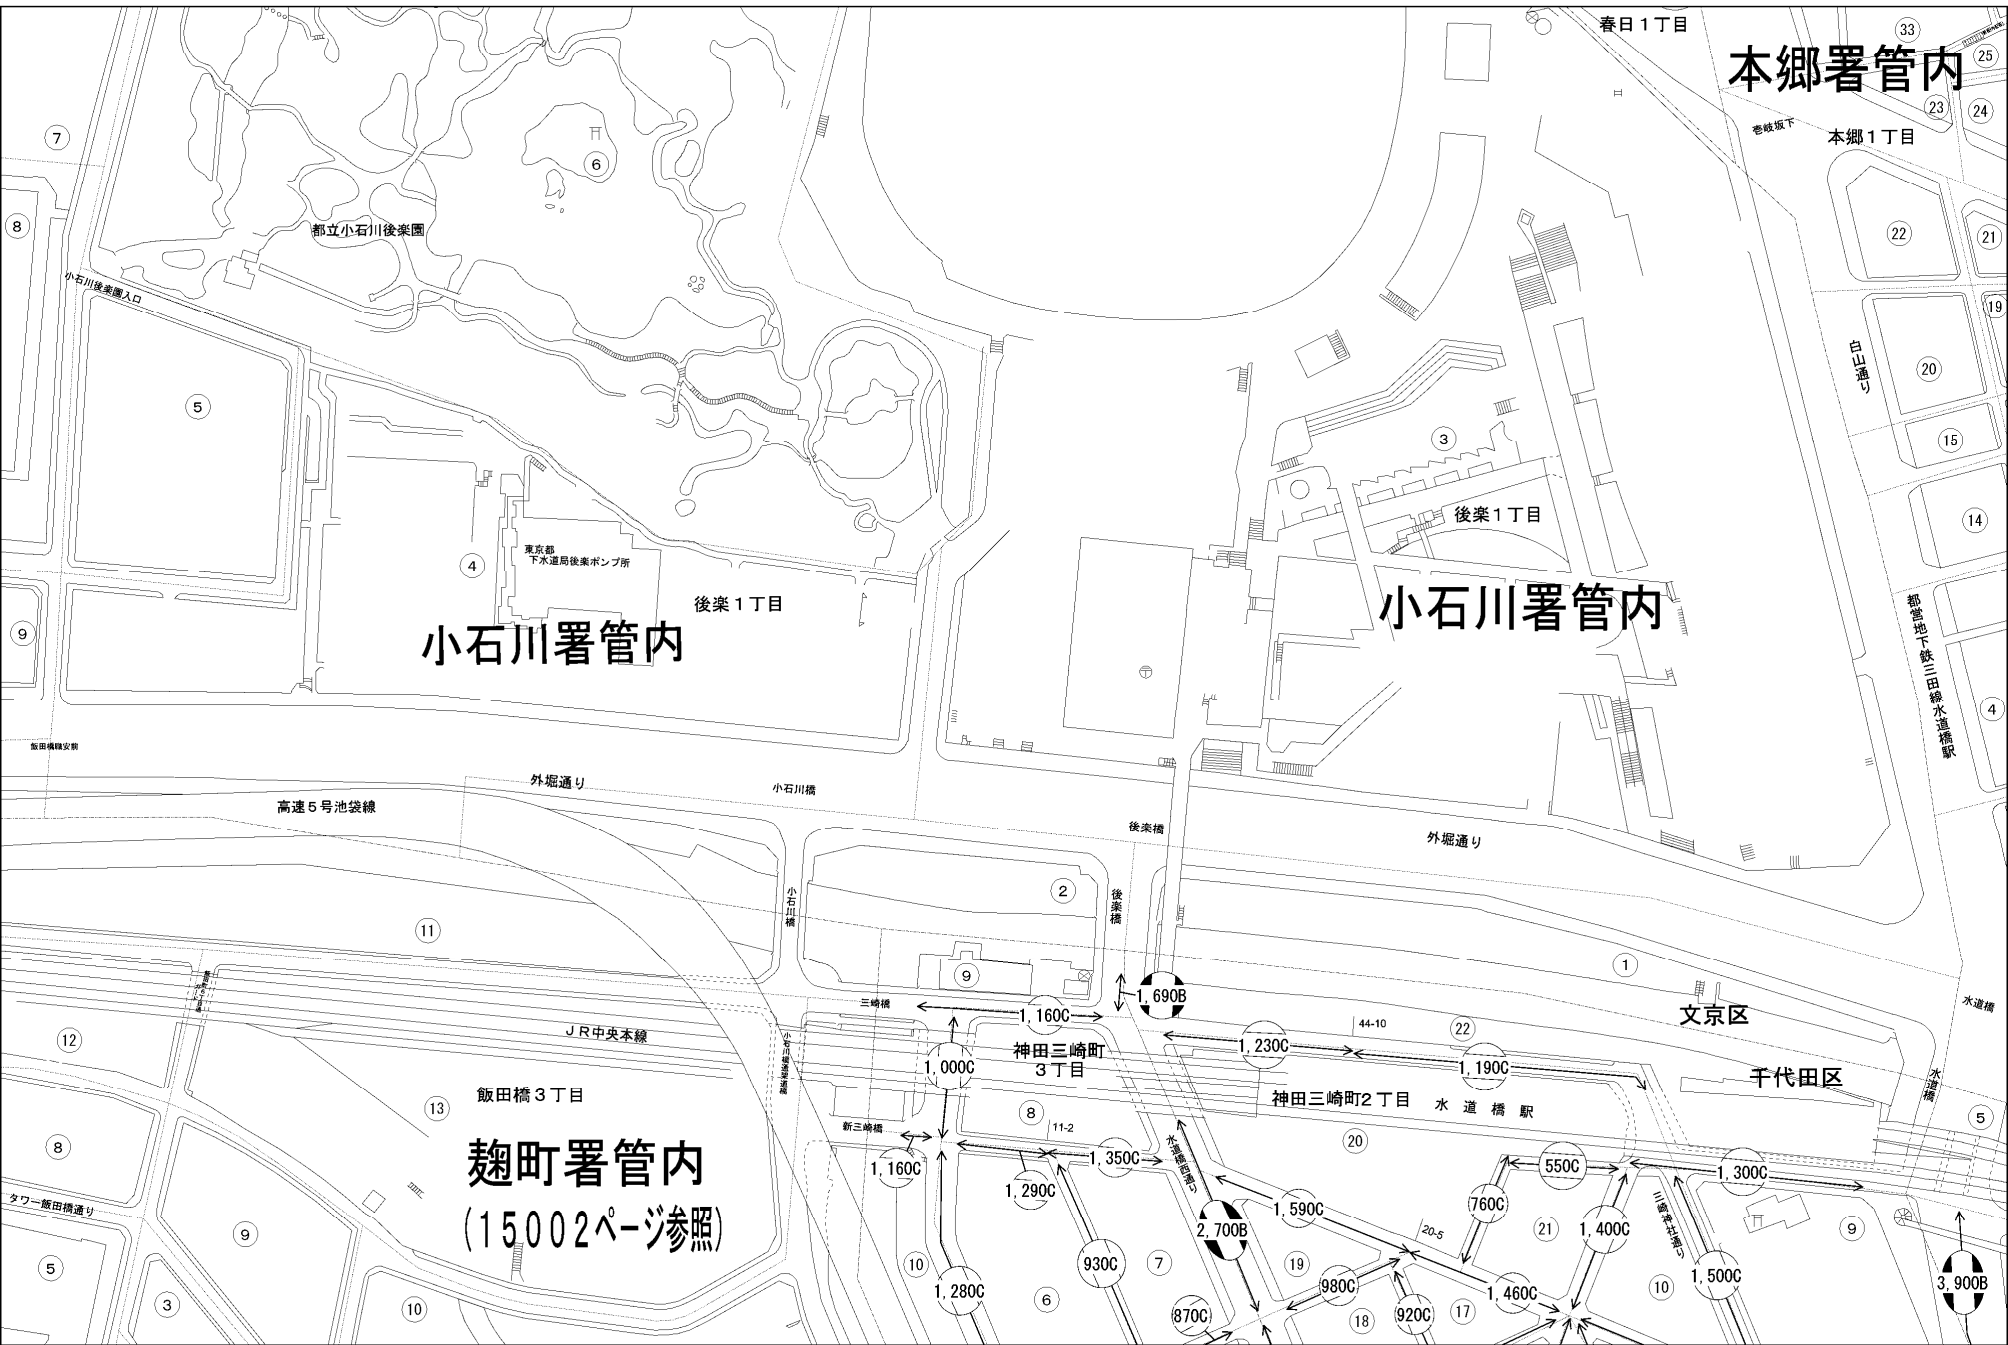 春日1丁目
33
本郷署管内
25
23
24
7
壱岐坂下
本郷1丁目
6
8
都立小石川後楽園
22
21
小石川後楽園入口
19
白山通り
20
5
3
15
後楽1丁目
14
東京都
下水道局後楽ポンプ所
4
後楽1丁目
小石川署管内
小石川署管内
9
都営地下鉄三田線水道橋駅
4
飯田橋職安前
外堀通り
小石川橋
高速5号池袋線
後楽橋
外堀通り
小石川橋
2
後楽橋
11
9
1
三崎橋
1,690B
水道橋
文京区
1,160C
44-10
22
12
JR中央本線
神田三崎町
3丁目
1,230C
1,000C
1,190C
千代田区
水道橋
飯田橋3丁目
13
8
11-2
神田三崎町2丁目
水道橋駅
5
新三崎橋
20
8
麹町署管内
(15002ページ参照)
1,160C
1,290C
1,350C
水道橋西通り
550C
1,300C
タワー飯田橋通り
1,590C
760C
三崎神社通り
9
2,700B
20-5
21
1,400C
9
5
10
930C
7
19
1,280C
980C
1,460C
10
1,500C
3,900B
3
10
6
870C
18
920C
17